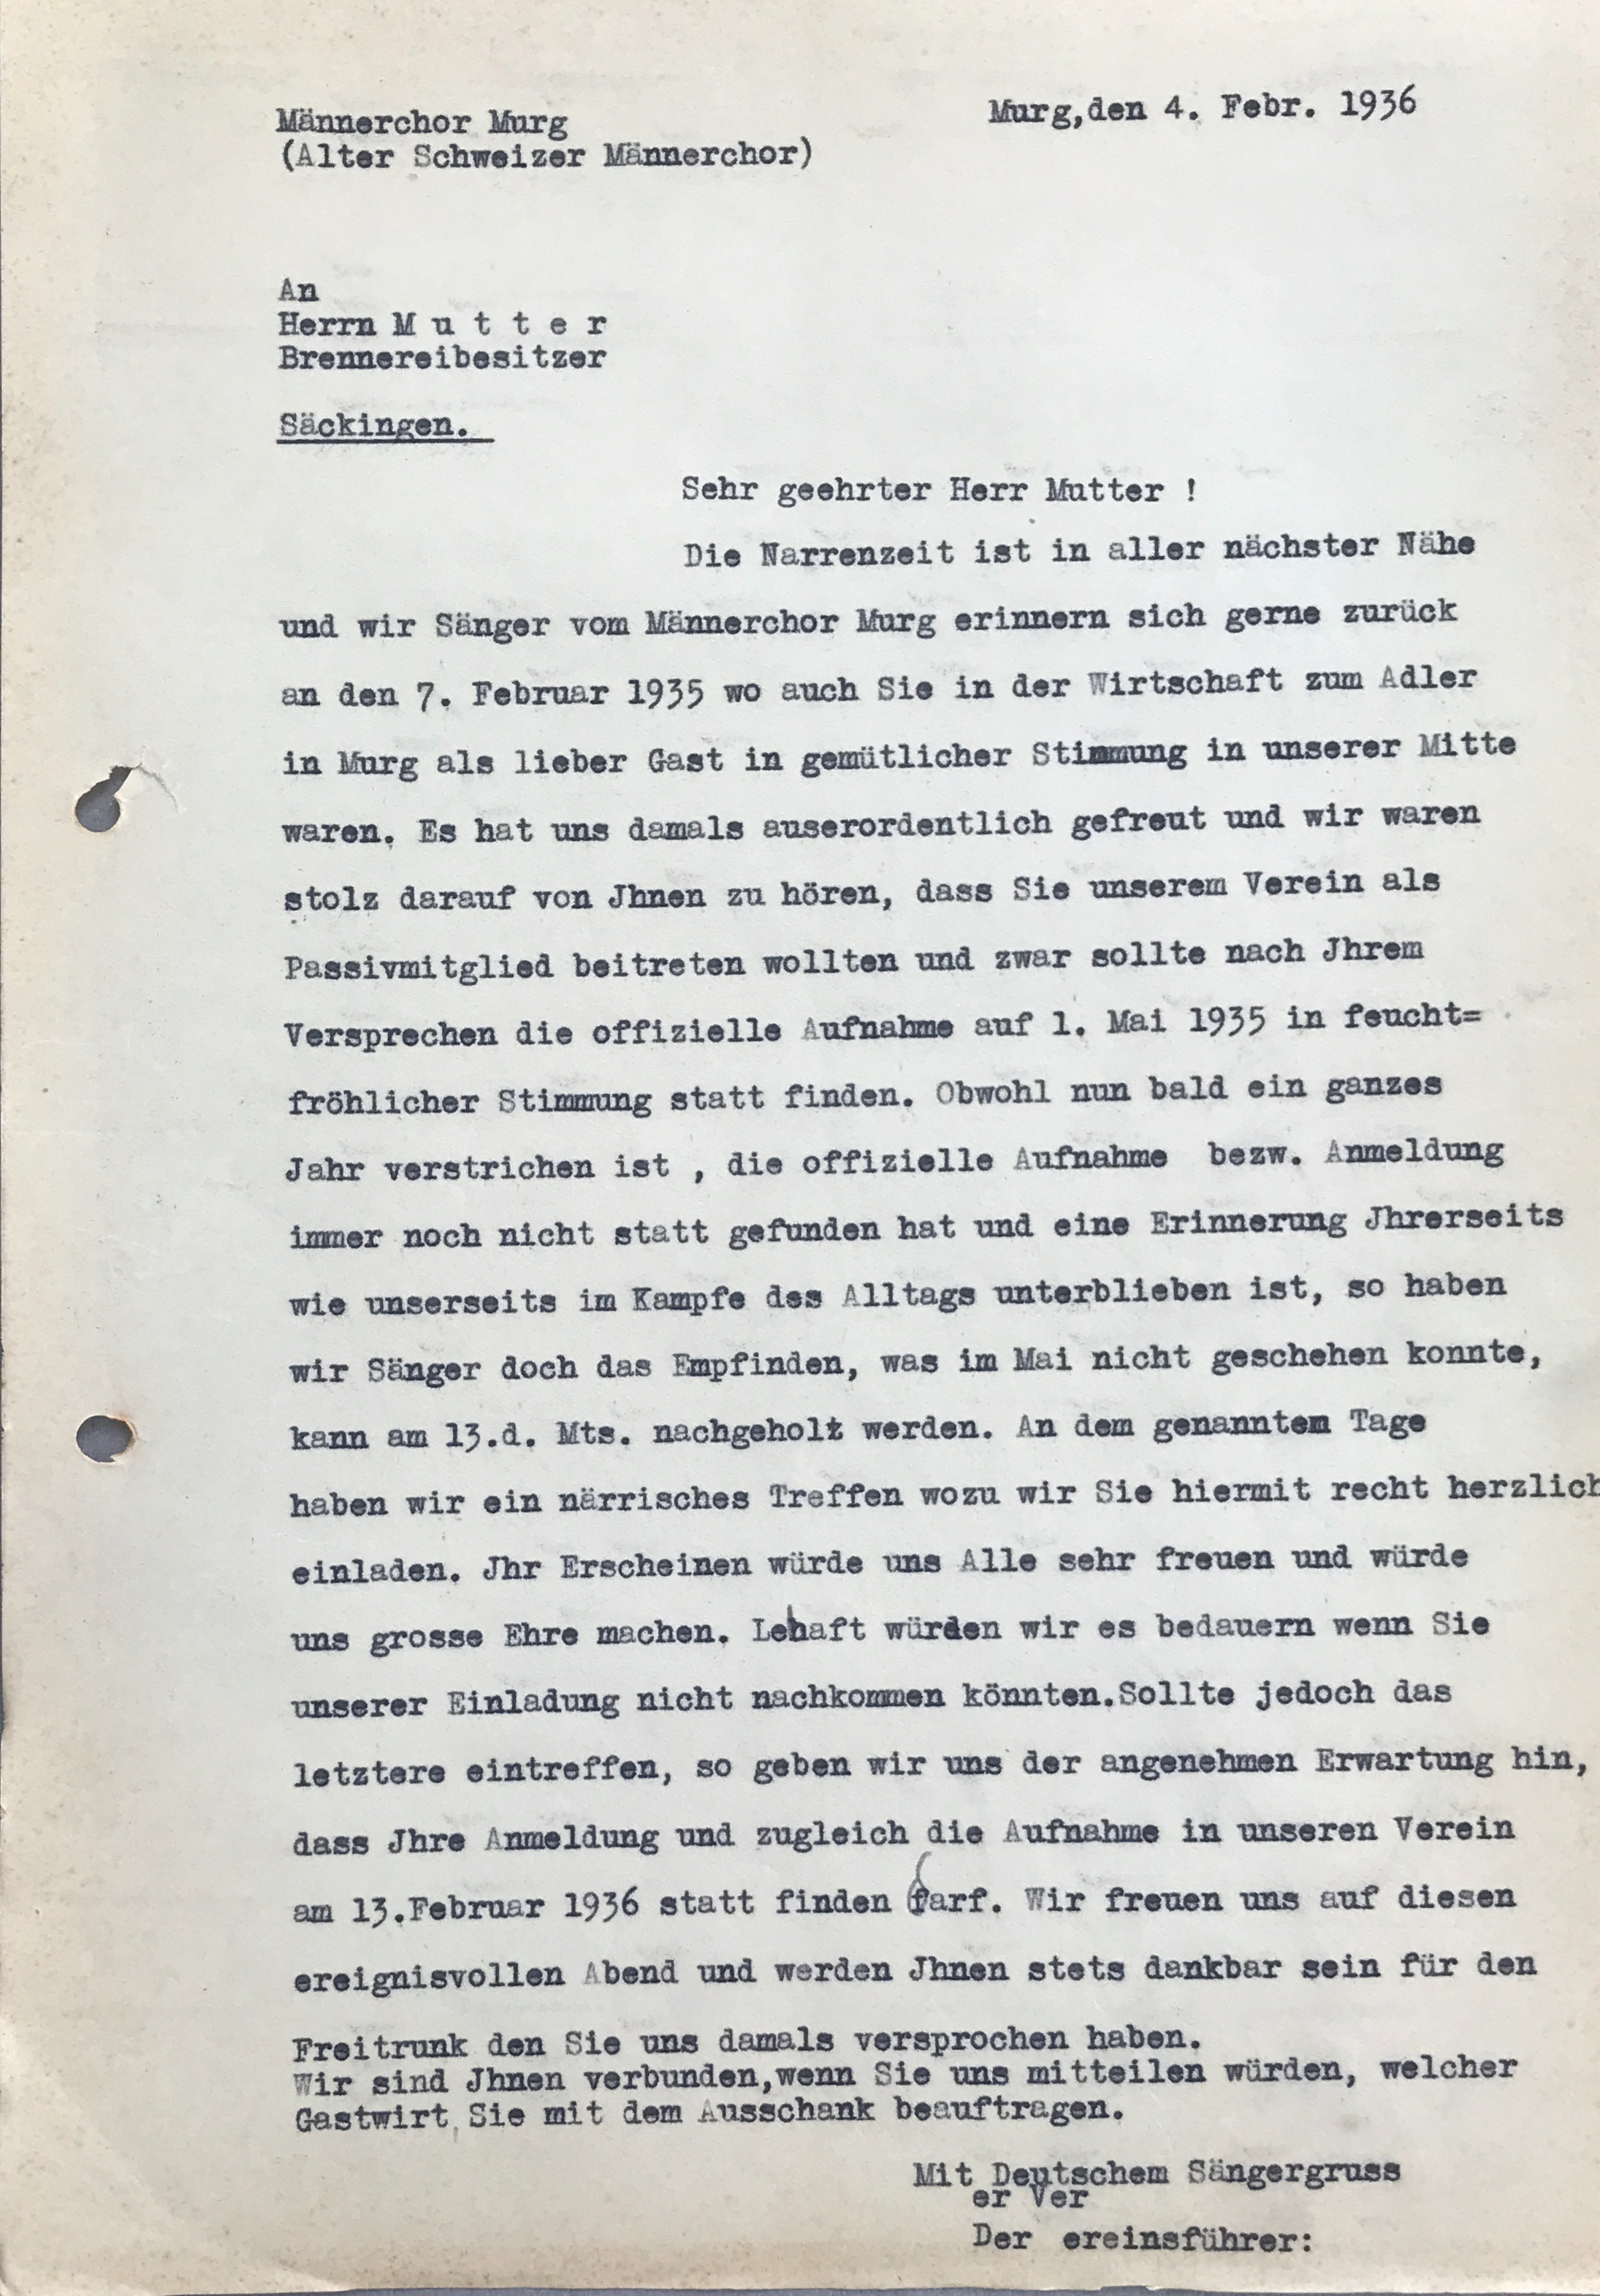 Murg,den 4. Febr. 1936
Männerchor Murg
(Alter Schweizer Männerchor)
An
Herrn M u t t e r
Brennereibesitzer
Säckingen.
Sehr geehrter Herr Mutter !
Die Narrenzeit ist in aller nächster Nähe
und wir Sänger vom Männerchor Murg erinnern sich gerne zurück
an den 7. Februar 1935 wo auch Sie in der Wirtschaft zum Adler
in Murg als lieber Gast in gemütlicher Stimmung in unserer Mitte
waren. Es hat uns damals auserordentlich gefreut und wir waren
stolz darauf von Jhnen zu hören, dass Sie unserem Verein als
Passivmitglied beitreten wollten und zwar sollte nach Jhrem
Versprechen die offizielle Aufnahme auf 1. Mai 1935 in feucht=
fröhlicher Stimmung statt finden. Obwohl nun bald ein ganzes
Jahr verstrichen ist , die offizielle Aufnahme bezw. Anmeldung
immer noch nicht statt gefunden hat und eine Erinnerung Jhrerseits
wie unserseits im Kampfe des Alltags unterblieben ist, so haben
wir Sänger doch das Empfinden, was im Mai nicht geschehen konnte,
kann am 13.d. Mts. nachgeholt werden. An dem genanntem Tage
haben wir ein närrisches Treffen wozu wir Sie hiermit recht herzlich
einladen. Jhr Erscheinen würde uns Alle sehr freuen und würde
uns grosse Ehre machen. Lebhaft würden wir es bedauern wenn Sie
unserer Einladung nicht nachkommen könnten.Sollte jedoch das
letztere eintreffen, so geben wir uns der angenehmen Erwartung hin,
dass Jhre Anmeldung und zugleich die Aufnahme in unseren Verein
am 13.Februar 1936 statt finden darf. Wir freuen uns auf diesen
ereignisvollen Abend und werden Jhnen stets dankbar sein für den
Freitrunk den Sie uns damals versprochen haben.
Wir sind Jhnen verbunden,wenn Sie uns mitteilen würden, welcher
Gastwirt Sie mit dem Ausschank beauftragen.
Mit Deutschem Sängergruss
er Ver
Der ereinsführer: